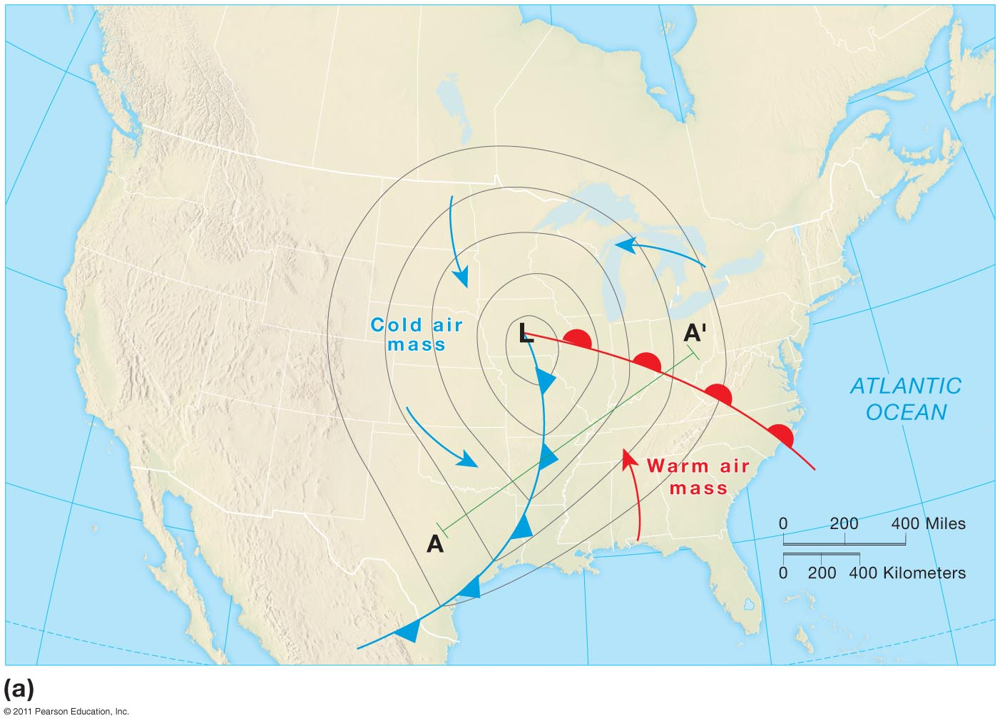 Cold air
mass
L
A'
ATLANTIC
OCEAN
Warm air
mass
A
0 200 400 Miles
0 200 400 Kilometers
(a)
© 2011 Pearson Education, Inc.